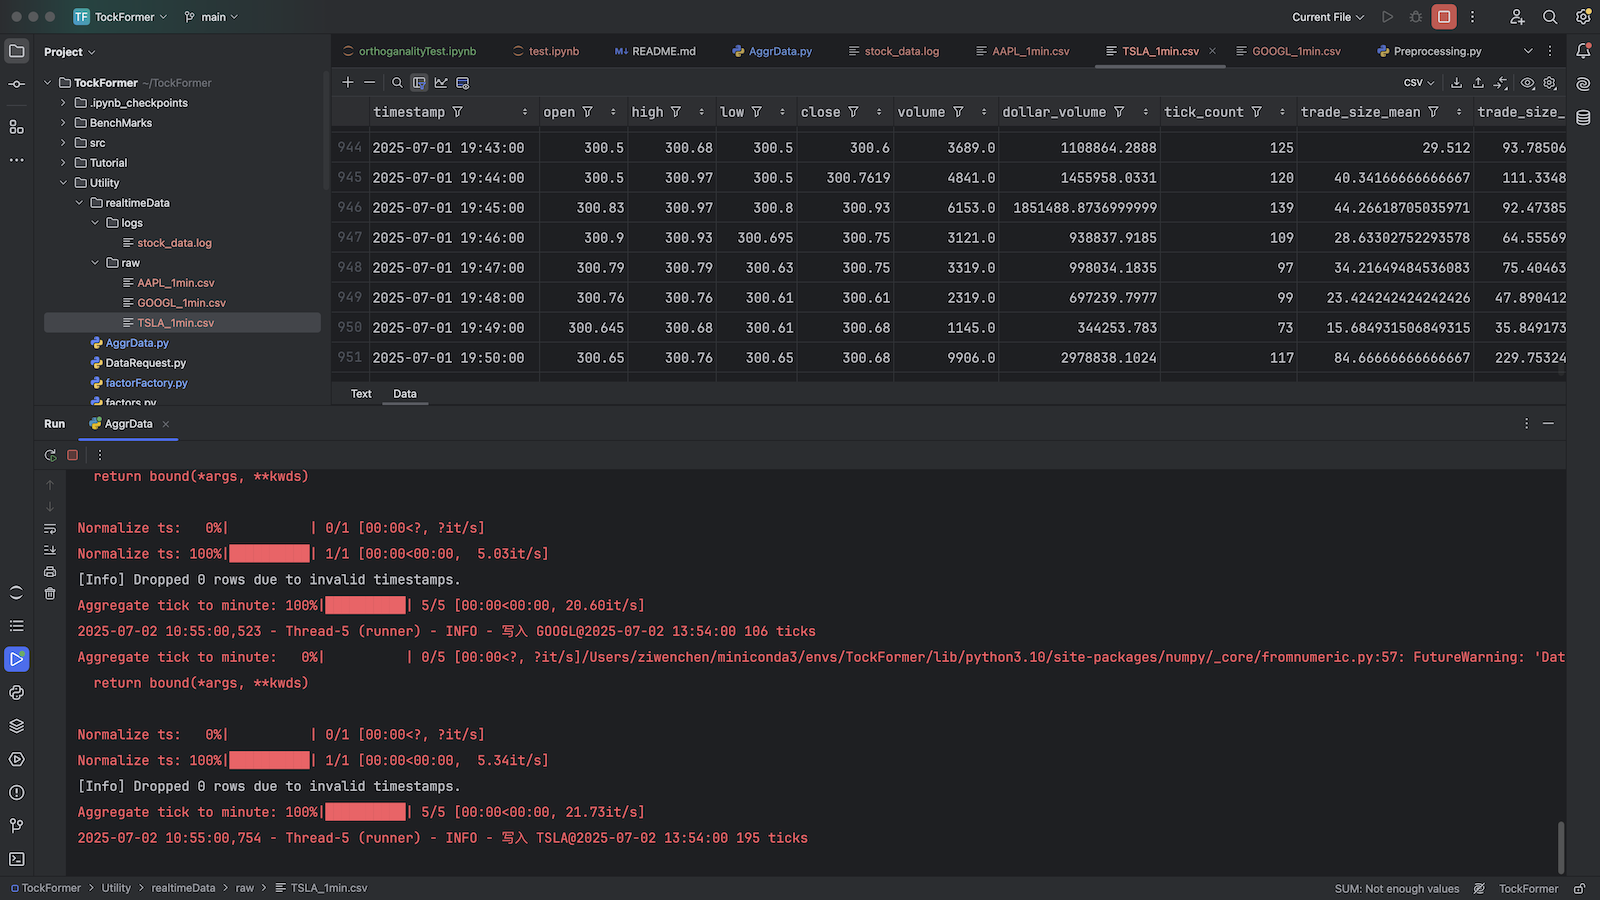 TF TockFormer main Current File
Project
orthoganalityTest.ipynb test.ipynb M↓ README.md AggrData.py stock_data.log AAPL_1min.csv TSLA_1min.csv GOOGL_1min.csv Preprocessing.py
TockFormer ~/TockFormer
.ipynb_checkpoints
BenchMarks
src
Tutorial
Utility
realtimeData
logs
stock_data.log
raw
AAPL_1min.csv
GOOGL_1min.csv
TSLA_1min.csv
AggrData.py
DataRequest.py
factorFactory.py
factors.py
CSV
timestamp open high low close volume dollar_volume tick_count trade_size_mean trade_size_
944 2025-07-01 19:43:00 300.5 300.68 300.5 300.6 3689.0 1108864.2888 125 29.512 93.78506
945 2025-07-01 19:44:00 300.5 300.97 300.5 300.7619 4841.0 1455958.0331 120 40.34166666666667 111.3348
946 2025-07-01 19:45:00 300.83 300.97 300.8 300.93 6153.0 1851488.8736999999 139 44.26618705035971 92.47385
947 2025-07-01 19:46:00 300.9 300.93 300.695 300.75 3121.0 938837.9185 109 28.63302752293578 64.55569
948 2025-07-01 19:47:00 300.79 300.79 300.63 300.75 3319.0 998034.1835 97 34.21649484536083 75.40463
949 2025-07-01 19:48:00 300.76 300.76 300.61 300.61 2319.0 697239.7977 99 23.424242424242426 47.890412
950 2025-07-01 19:49:00 300.645 300.68 300.61 300.68 1145.0 344253.783 73 15.684931506849315 35.849173
951 2025-07-01 19:50:00 300.65 300.76 300.65 300.68 9906.0 2978838.1024 117 84.66666666666667 229.75324
Text Data
Run AggrData
return bound(*args, **kwds)
Normalize ts: 0%| | 0/1 [00:00<?, ?it/s]
Normalize ts: 100%|██████████| 1/1 [00:00<00:00, 5.03it/s]
[Info] Dropped 0 rows due to invalid timestamps.
Aggregate tick to minute: 100%|██████████| 5/5 [00:00<00:00, 20.60it/s]
2025-07-02 10:55:00,523 - Thread-5 (runner) - INFO - 写入 GOOGL@2025-07-02 13:54:00 106 ticks
Aggregate tick to minute: 0%| | 0/5 [00:00<?, ?it/s]/Users/ziwenchen/miniconda3/envs/TockFormer/lib/python3.10/site-packages/numpy/_core/fromnumeric.py:57: FutureWarning: 'Dat
return bound(*args, **kwds)
Normalize ts: 0%| | 0/1 [00:00<?, ?it/s]
Normalize ts: 100%|██████████| 1/1 [00:00<00:00, 5.34it/s]
[Info] Dropped 0 rows due to invalid timestamps.
Aggregate tick to minute: 100%|██████████| 5/5 [00:00<00:00, 21.73it/s]
2025-07-02 10:55:00,754 - Thread-5 (runner) - INFO - 写入 TSLA@2025-07-02 13:54:00 195 ticks
TockFormer > Utility > realtimeData > raw > TSLA_1min.csv SUM: Not enough values TockFormer